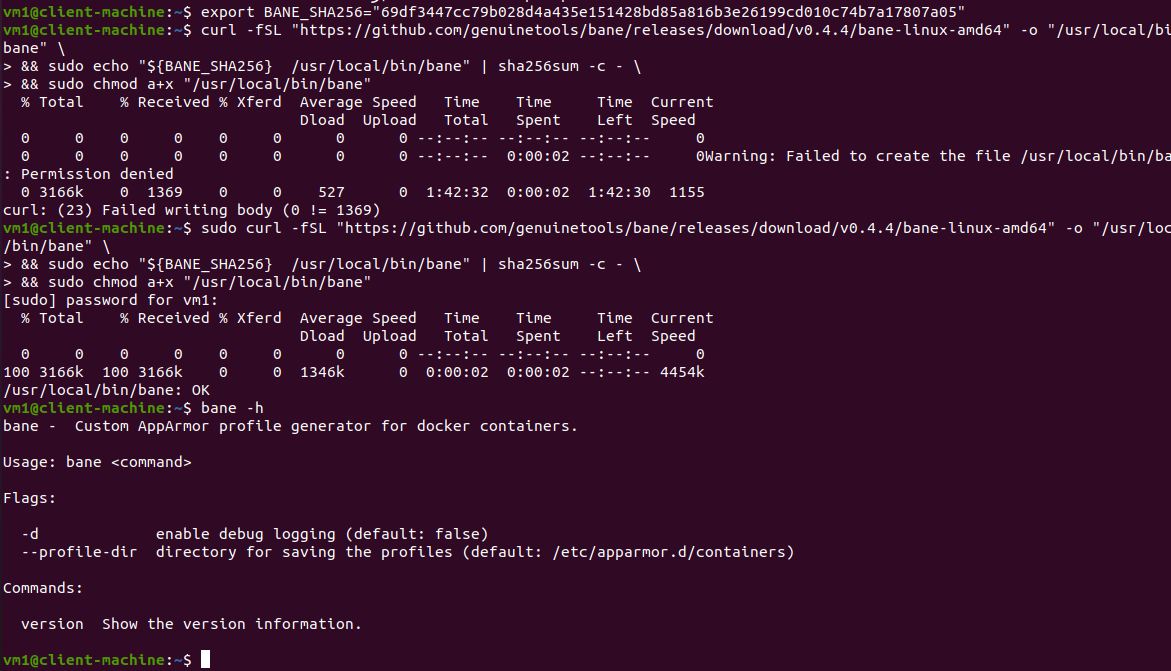 vm1@client-machine:~$ export BANE_SHA256="69df3447cc79b028d4a435e151428bd85a816b3e26199cd010c74b7a17807a05"
vm1@client-machine:~$ curl -fSL "https://github.com/genuinetools/bane/releases/download/v0.4.4/bane-linux-amd64" -o "/usr/local/bi
bane" \
> && sudo echo "${BANE_SHA256}  /usr/local/bin/bane" | sha256sum -c - \
> && sudo chmod a+x "/usr/local/bin/bane"
  % Total    % Received % Xferd  Average Speed   Time    Time     Time  Current
                                 Dload  Upload   Total   Spent    Left  Speed
  0     0    0     0    0     0      0      0 --:--:-- --:--:-- --:--:--     0
  0     0    0     0    0     0      0      0 --:--:--  0:00:02 --:--:--     0Warning: Failed to create the file /usr/local/bin/ba
: Permission denied
  0 3166k    0  1369    0     0    527      0  1:42:32  0:00:02  1:42:30  1155
curl: (23) Failed writing body (0 != 1369)
vm1@client-machine:~$ sudo curl -fSL "https://github.com/genuinetools/bane/releases/download/v0.4.4/bane-linux-amd64" -o "/usr/loc
/bin/bane" \
> && sudo echo "${BANE_SHA256}  /usr/local/bin/bane" | sha256sum -c - \
> && sudo chmod a+x "/usr/local/bin/bane"
[sudo] password for vm1:
  % Total    % Received % Xferd  Average Speed   Time    Time     Time  Current
                                 Dload  Upload   Total   Spent    Left  Speed
  0     0    0     0    0     0      0      0 --:--:-- --:--:-- --:--:--     0
100 3166k  100 3166k    0     0  1346k      0  0:00:02  0:00:02 --:--:-- 4454k
/usr/local/bin/bane: OK
vm1@client-machine:~$ bane -h
bane -  Custom AppArmor profile generator for docker containers.
Usage: bane <command>
Flags:
  -d             enable debug logging (default: false)
  --profile-dir  directory for saving the profiles (default: /etc/apparmor.d/containers)
Commands:
  version  Show the version information.
vm1@client-machine:~$